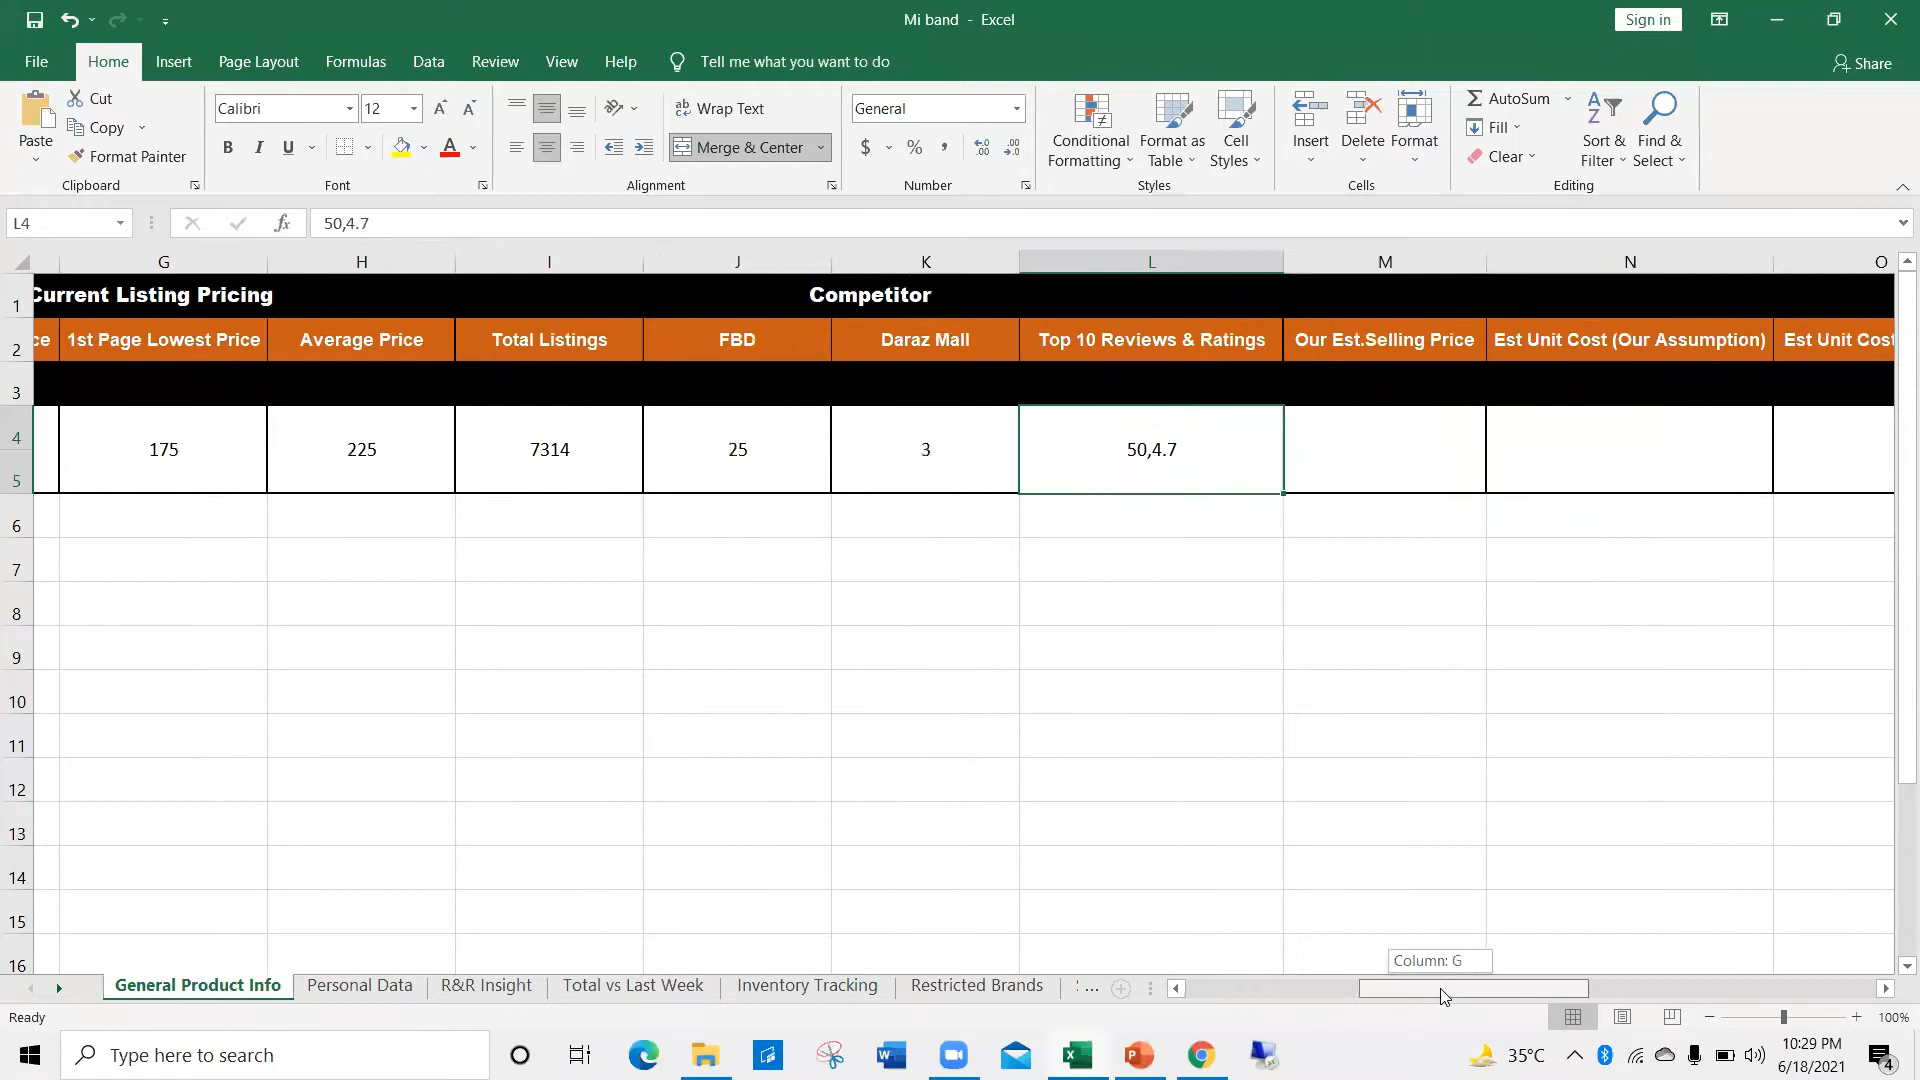 Mi band - Excel
Sign in
File Home Insert Page Layout Formulas Data Review View Help Tell me what you want to do Share
Paste
Cut
Copy
Format Painter
Clipboard
Calibri 12
B I U
Font
Wrap Text
Merge & Center
Alignment
General
$ % ,
Number
Conditional Formatting
Format as Table
Cell Styles
Styles
Insert
Delete
Format
Cells
AutoSum
Fill
Clear
Sort & Filter
Find & Select
Editing
L4 fx 50,4.7
G H I J K L M N O
1 Current Listing Pricing Competitor
2 ce 1st Page Lowest Price Average Price Total Listings FBD Daraz Mall Top 10 Reviews & Ratings Our Est.Selling Price Est Unit Cost (Our Assumption) Est Unit Cost
3
4 175 225 7314 25 3 50,4.7
5
6
7
8
9
10
11
12
13
14
15
16
Column: G
General Product Info Personal Data R&R Insight Total vs Last Week Inventory Tracking Restricted Brands ...
Ready 100%
Type here to search 35°C 10:29 PM
6/18/2021 4